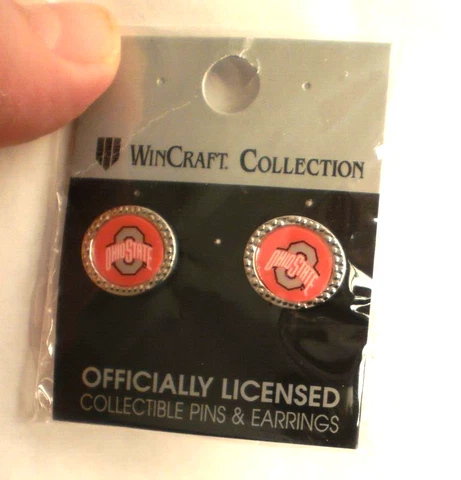 WINCRAFT. COLLECTION
OHIO STATE
OHIO STATE
OFFICIALLY LICENSED
COLLECTIBLE PINS & EARRINGS